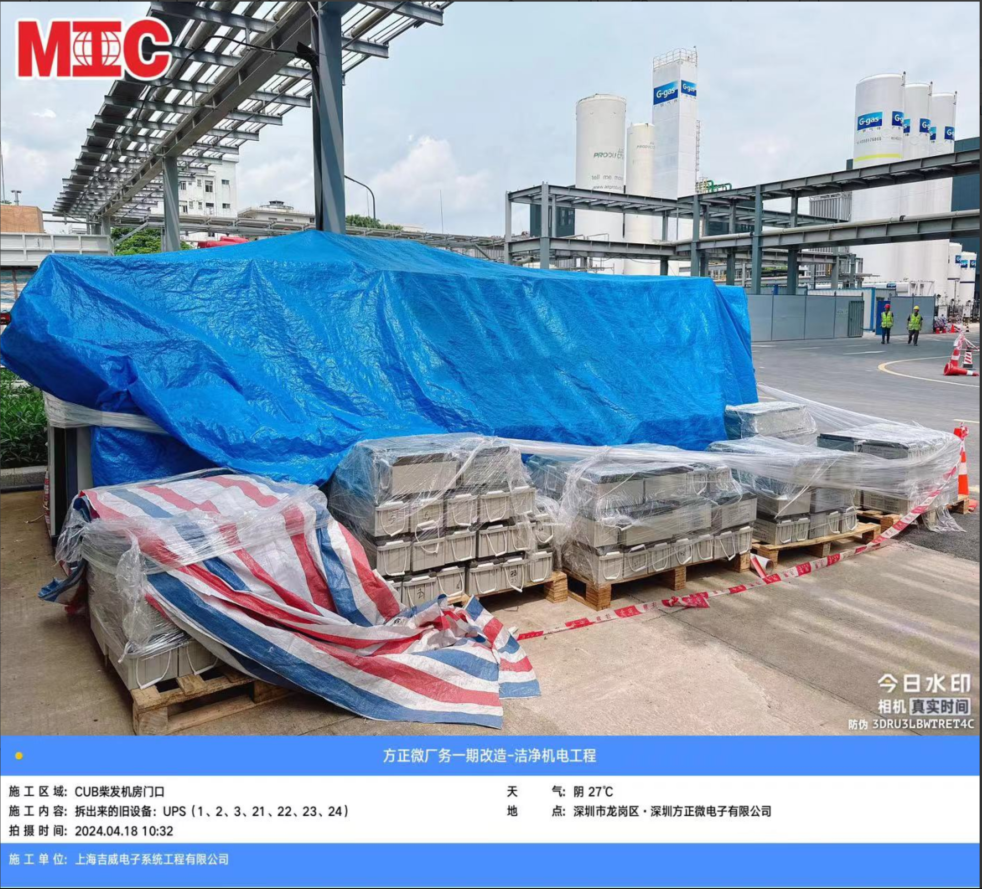 MIC
G-gas
G-gas
G-gas
今日水印
相机 真实时间
防伪 3DRU3LBWTRET4C
方正微厂务一期改造-洁净机电工程
施工区域: CUB柴发机房门口
天 气: 阴 27℃
施工内容: 拆出来的旧设备: UPS (1、2、3、21、22、23、24)
地 点: 深圳市龙岗区·深圳方正微电子有限公司
拍摄时间: 2024.04.18 10:32
施工单位: 上海吉威电子系统工程有限公司